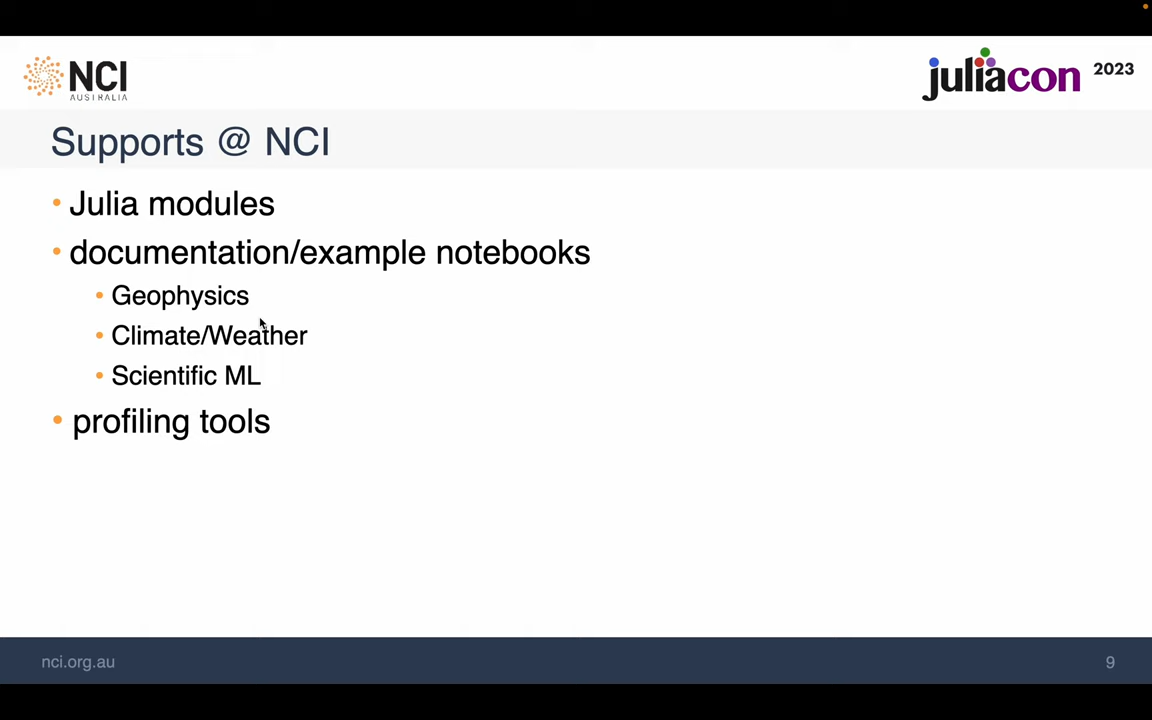 NCI
AUSTRALIA
juliacon 2023
Supports @ NCI
• Julia modules
• documentation/example notebooks
• Geophysics
• Climate/Weather
• Scientific ML
• profiling tools
nci.org.au
9